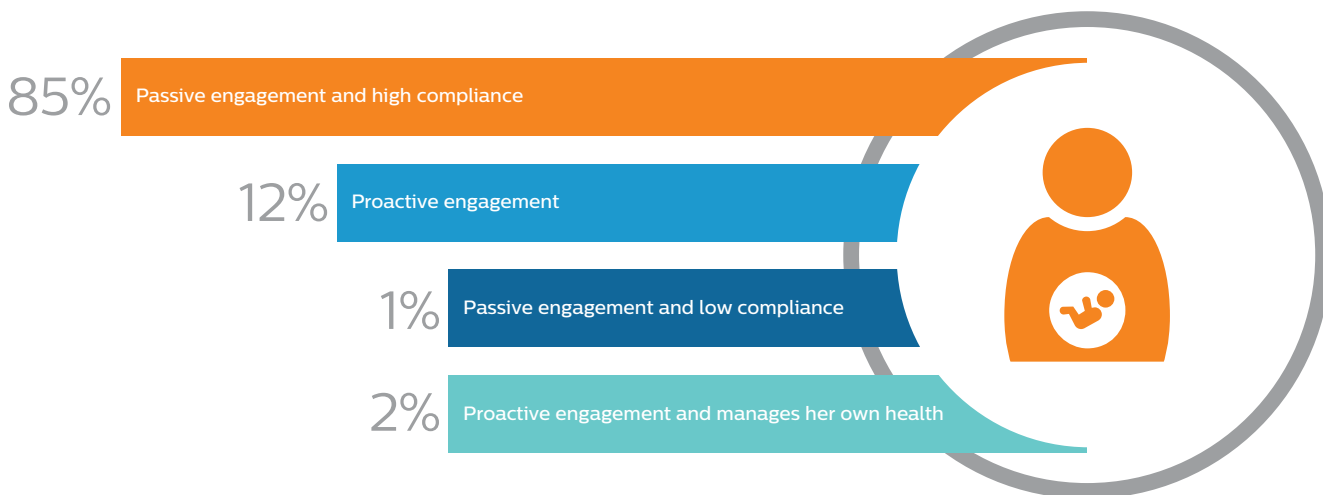 85%
Passive engagement and high compliance
12%
Proactive engagement
1%
Passive engagement and low compliance
2%
Proactive engagement and manages her own health